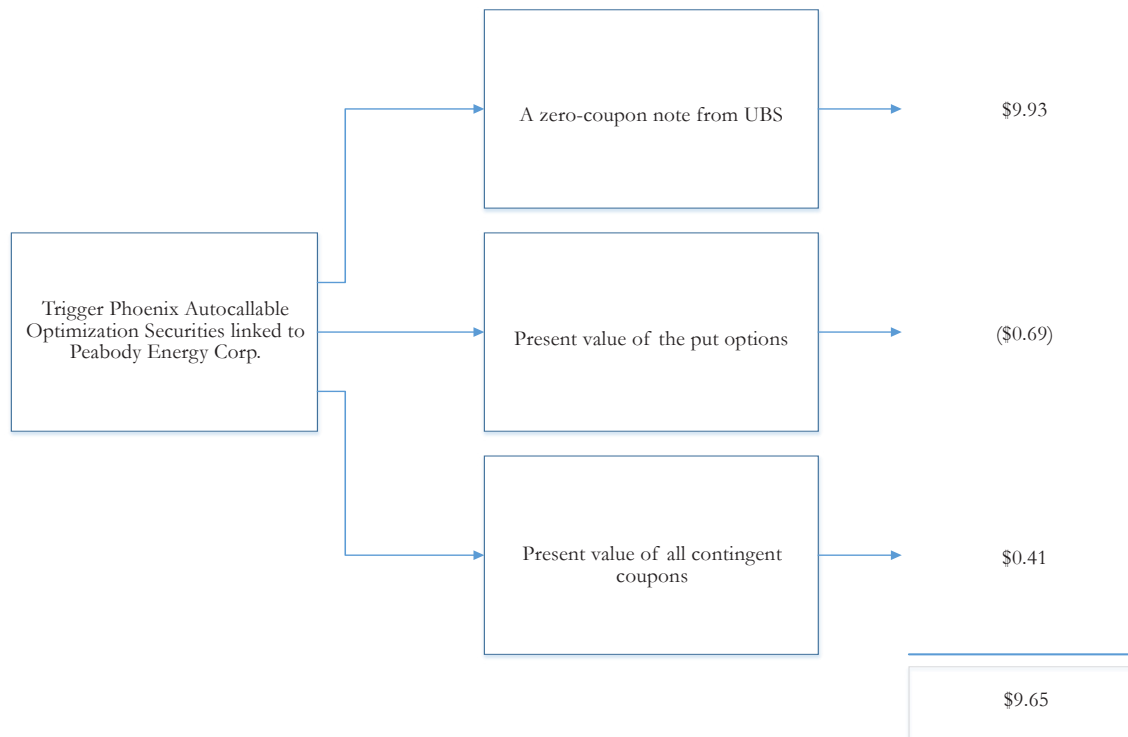 A zero-coupon note from UBS
$9.93
Trigger Phoenix Autocallable
Optimization Securities linked to
Peabody Energy Corp.
Present value of the put options
($0.69)
Present value of all contingent
coupons
$0.41
$9.65